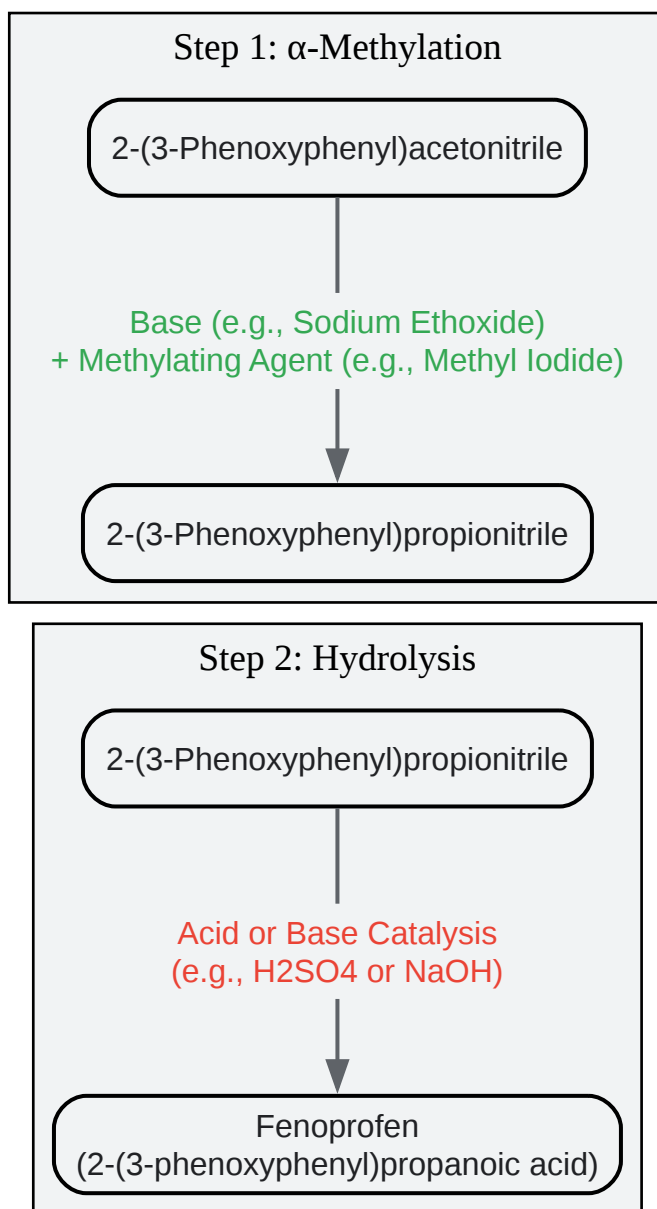 Step 1: α-Methylation
2-(3-Phenoxyphenyl)acetonitrile
Base (e.g., Sodium Ethoxide)
+ Methylating Agent (e.g., Methyl Iodide)
2-(3-Phenoxyphenyl)propionitrile
Step 2: Hydrolysis
2-(3-Phenoxyphenyl)propionitrile
Acid or Base Catalysis
(e.g., H2SO4 or NaOH)
Fenoprofen
(2-(3-phenoxyphenyl)propanoic acid)